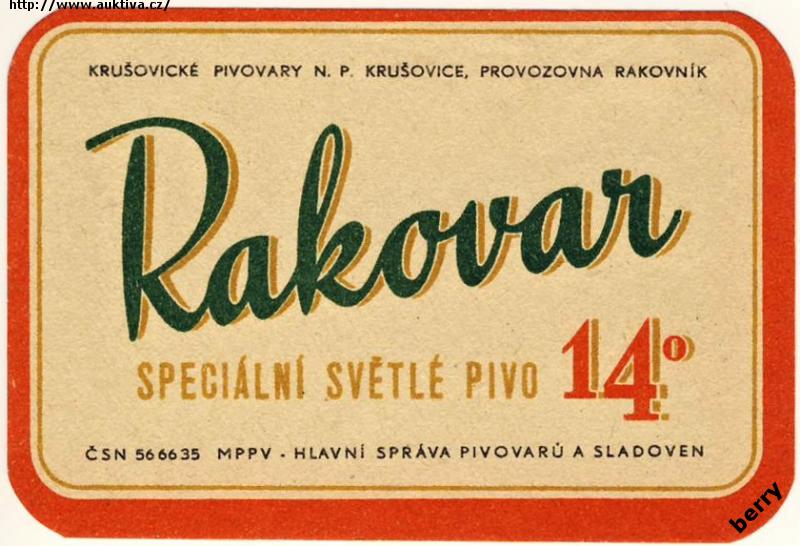 http://www.auktiva.cz/
KRUŠOVICKÉ PIVOVARY N. P. KRUŠOVICE, PROVOZOVNA RAKOVNÍK
Rakovar
SPECIÁLNÍ SVĚTLÉ PIVO 14°
ČSN 566635 MPPV - HLAVNÍ SPRÁVA PIVOVARŮ A SLADOVEN
berry